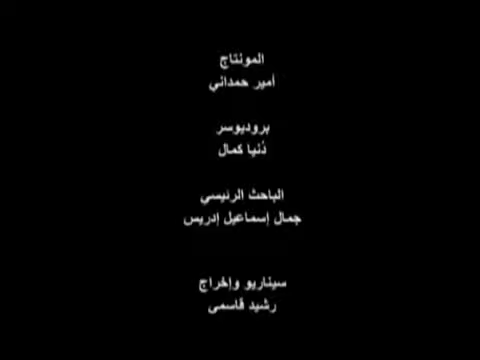 المونتاج
أمير حمداني
بروديوسر
دُنيا كمال
الباحث الرئيسي
جمال إسماعيل إدريس
سيناريو وإخراج
رشيد قاسمي